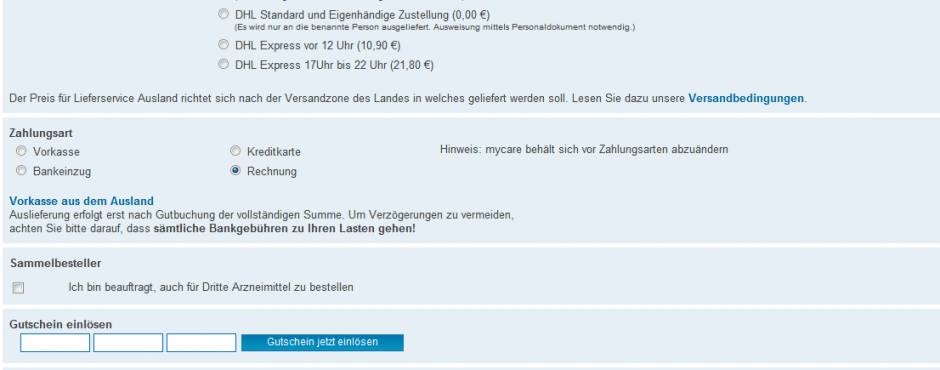 DHL Standard und Eigenhändige Zustellung (0,00 €)
(Es wird nur an die benannte Person ausgeliefert. Ausweisung mittels Personaldokument notwendig.)
DHL Express vor 12 Uhr (10,90 €)
DHL Express 17Uhr bis 22 Uhr (21,80 €)
Der Preis für Lieferservice Ausland richtet sich nach der Versandzone des Landes in welches geliefert werden soll. Lesen Sie dazu unsere Versandbedingungen.
Zahlungsart
Vorkasse Kreditkarte Hinweis: mycare behält sich vor Zahlungsarten abzuändern
Bankeinzug Rechnung
Vorkasse aus dem Ausland
Auslieferung erfolgt erst nach Gutbuchung der vollständigen Summe. Um Verzögerungen zu vermeiden,
achten Sie bitte darauf, dass sämtliche Bankgebühren zu Ihren Lasten gehen!
Sammelbesteller
Ich bin beauftragt, auch für Dritte Arzneimittel zu bestellen
Gutschein einlösen
Gutschein jetzt einlösen